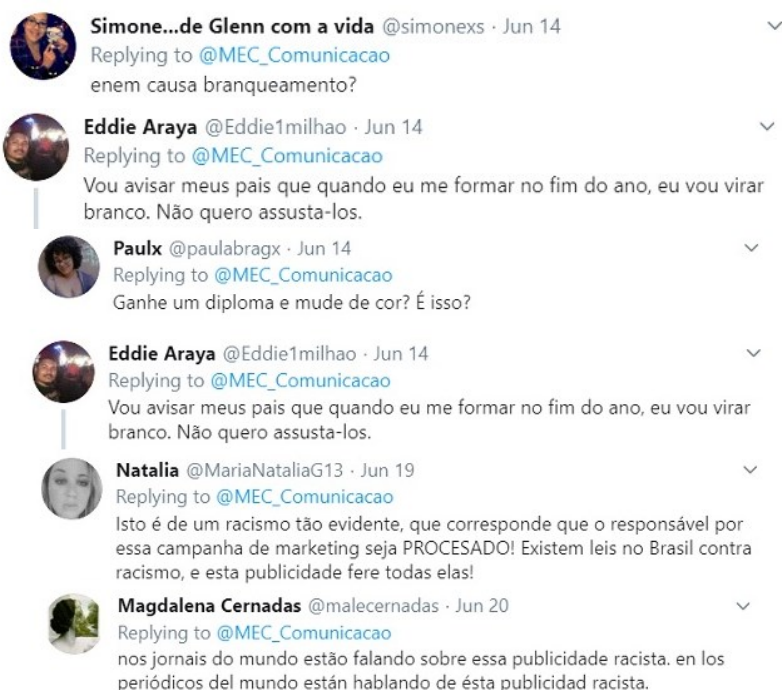 Simone...de Glenn com a vida @simonexs · Jun 14
Replying to @MEC_Comunicacao
enem causa branqueamento?
Eddie Araya @Eddie1milhao · Jun 14
Replying to @MEC_Comunicacao
Vou avisar meus pais que quando eu me formar no fim do ano, eu vou virar
branco. Não quero assusta-los.
Paulx @paulabragx · Jun 14
Replying to @MEC_Comunicacao
Ganhe um diploma e mude de cor? É isso?
Eddie Araya @Eddie1milhao · Jun 14
Replying to @MEC_Comunicacao
Vou avisar meus pais que quando eu me formar no fim do ano, eu vou virar
branco. Não quero assusta-los.
Natalia @MariaNataliaG13 · Jun 19
Replying to @MEC_Comunicacao
Isto é de um racismo tão evidente, que corresponde que o responsável por
essa campanha de marketing seja PROCESADO! Existem leis no Brasil contra
racismo, e esta publicidade fere todas elas!
Magdalena Cernadas @malecernadas · Jun 20
Replying to @MEC_Comunicacao
nos jornais do mundo estão falando sobre essa publicidade racista. en los
periódicos del mundo están hablando de ésta publicidad racista.